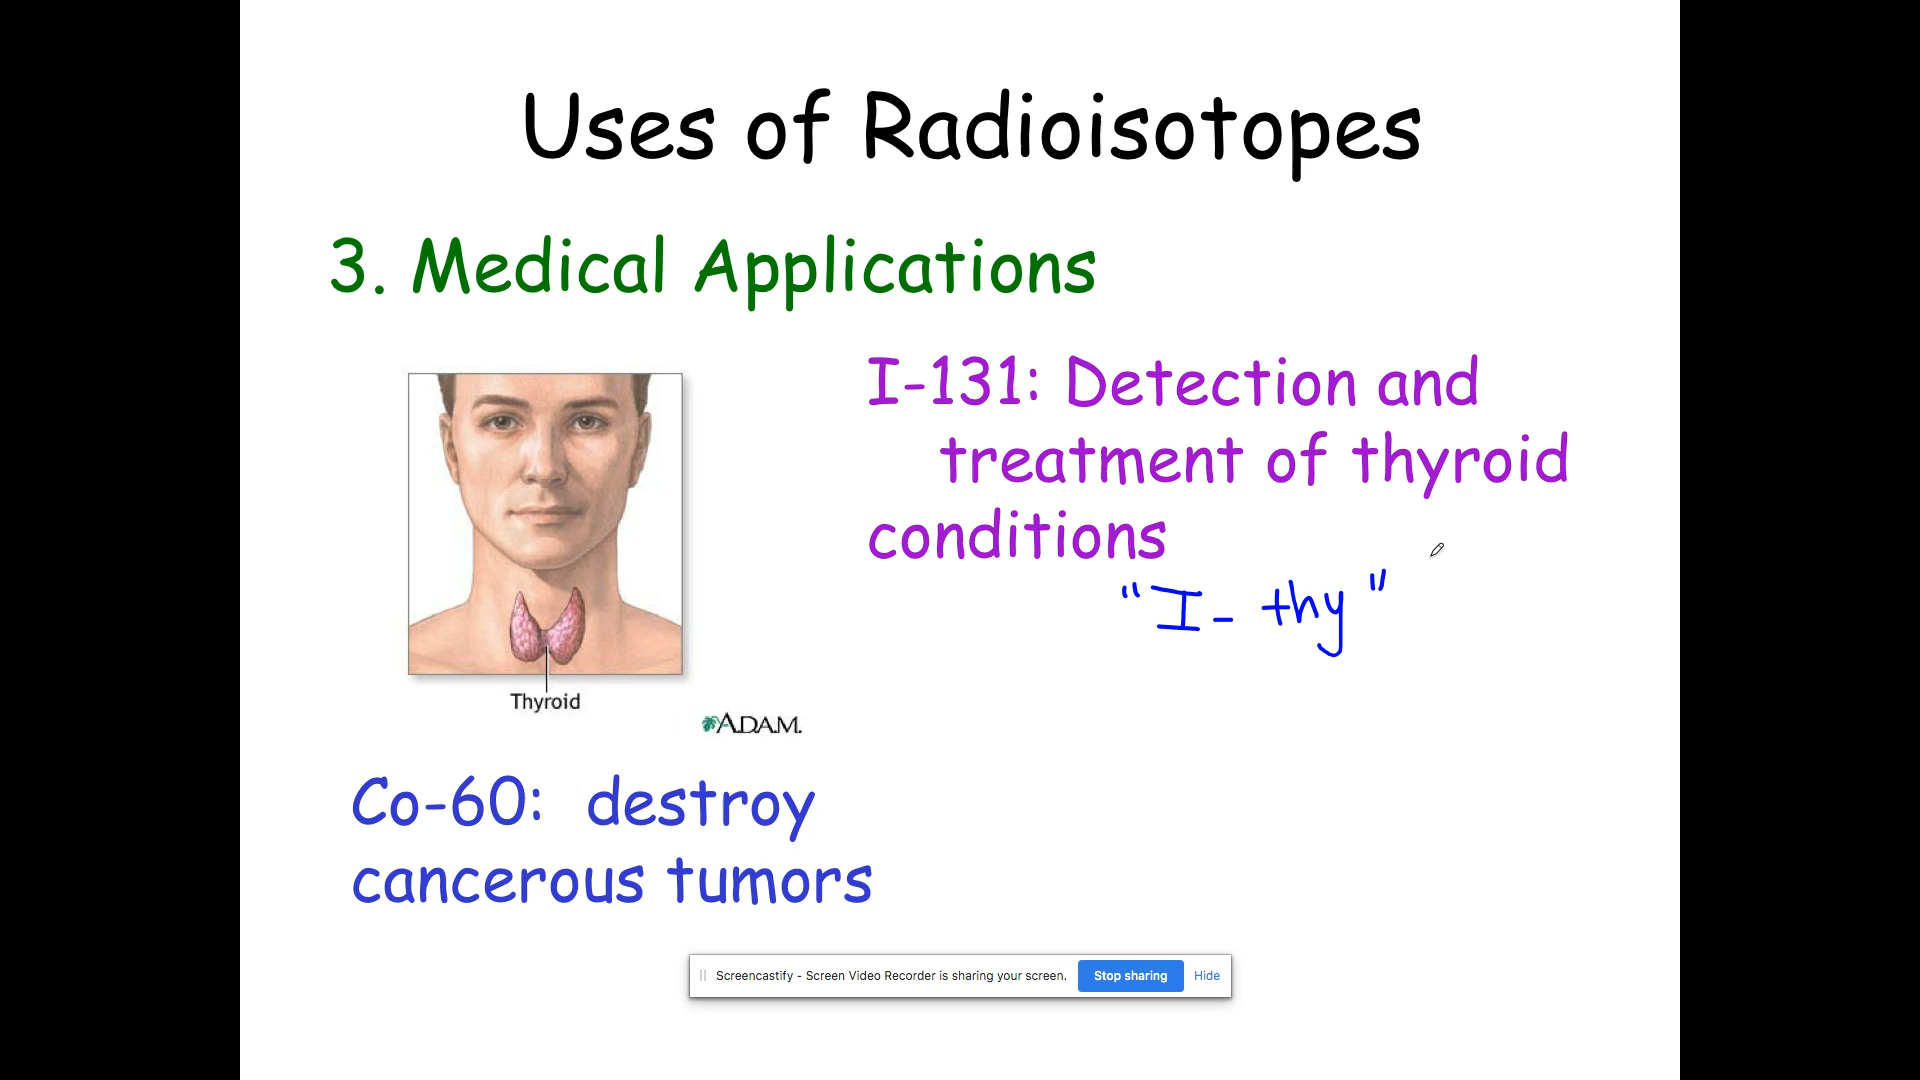 Uses of Radioisotopes
3. Medical Applications
I-131: Detection and
treatment of thyroid
conditions
"I- thy"
Thyroid
A.D.A.M.
Co-60: destroy
cancerous tumors
Screencastify - Screen Video Recorder is sharing your screen. Stop sharing Hide